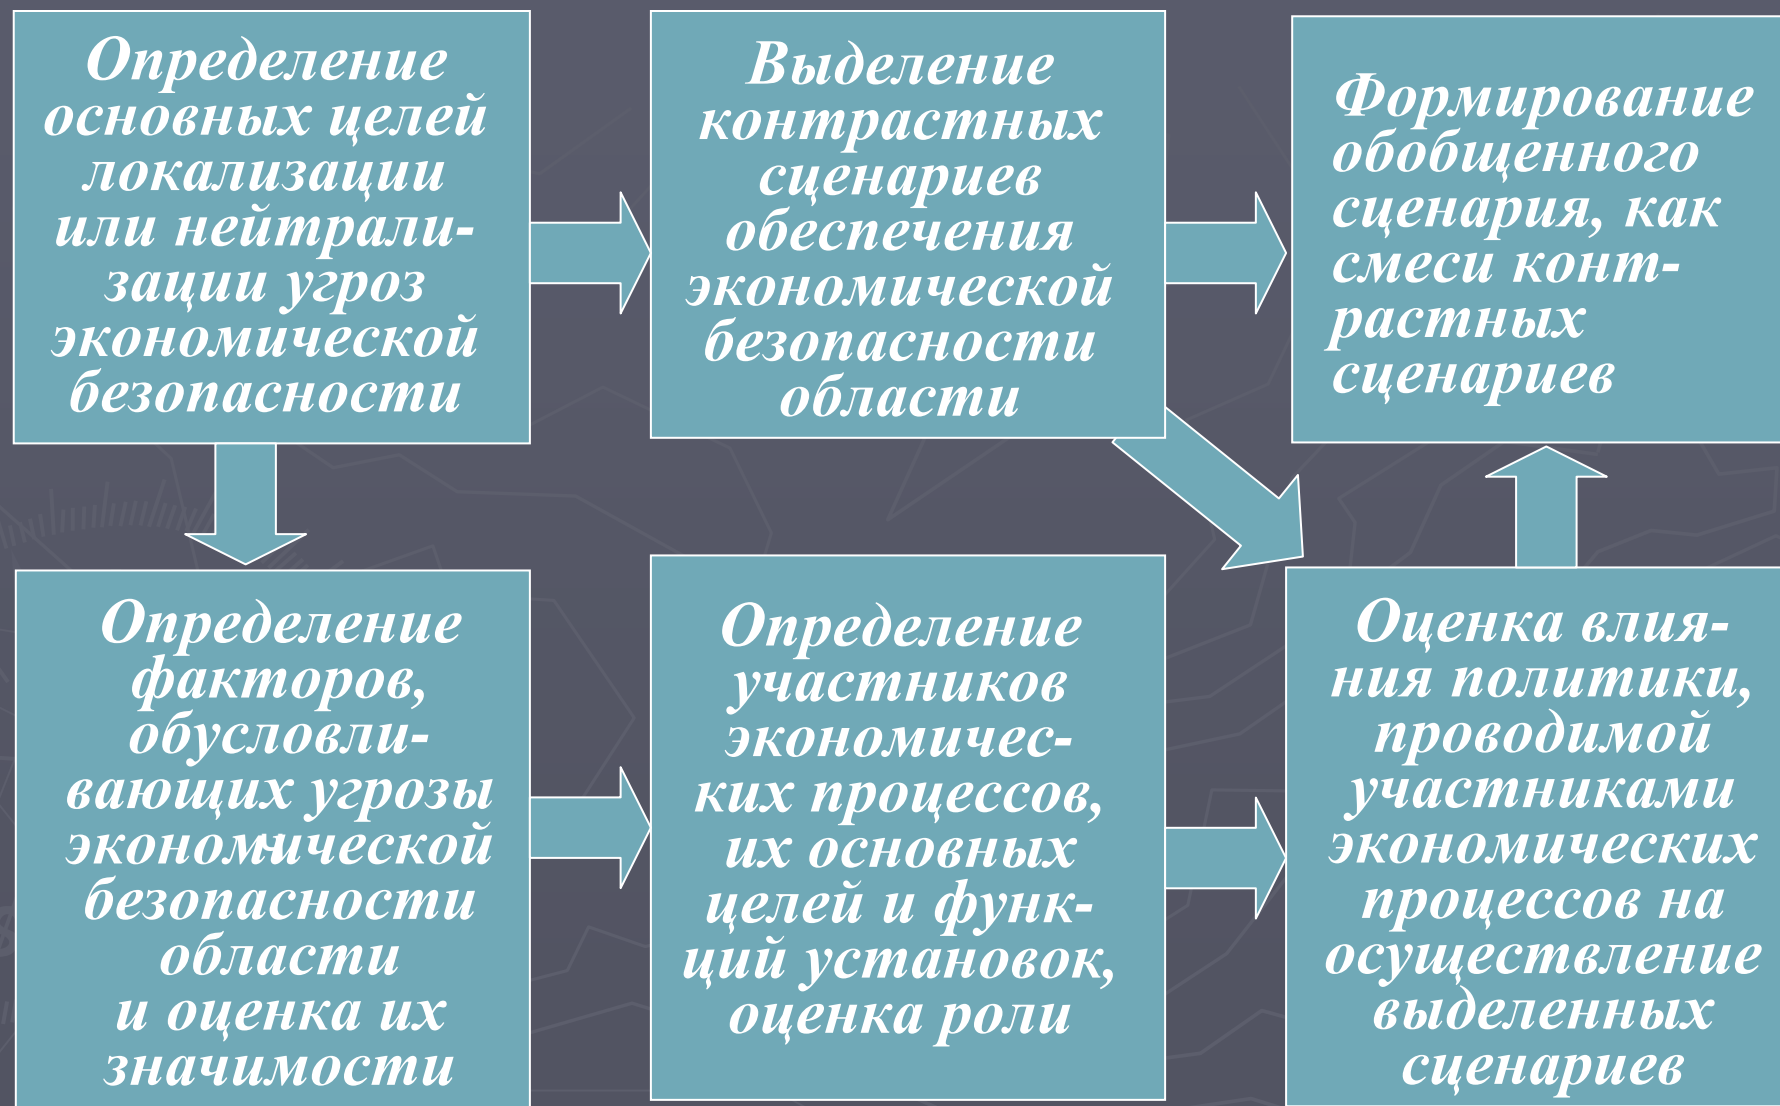 Определение
основных целей
локализации
или нейтрали-
зации угроз
экономической
безопасности
Выделение
контрастных
сценариев
обеспечения
экономической
безопасности
области
Формирование
обобщенного
сценария, как
смеси конт-
растных
сценариев
Определение
факторов,
обусловли-
вающих угрозы
экономической
безопасности
области
и оценка их
значимости
Определение
участников
экономичес-
ких процессов,
их основных
целей и функ-
ций установок,
оценка роли
Оценка влия-
ния политики,
проводимой
участниками
экономических
процессов на
осуществление
выделенных
сценариев